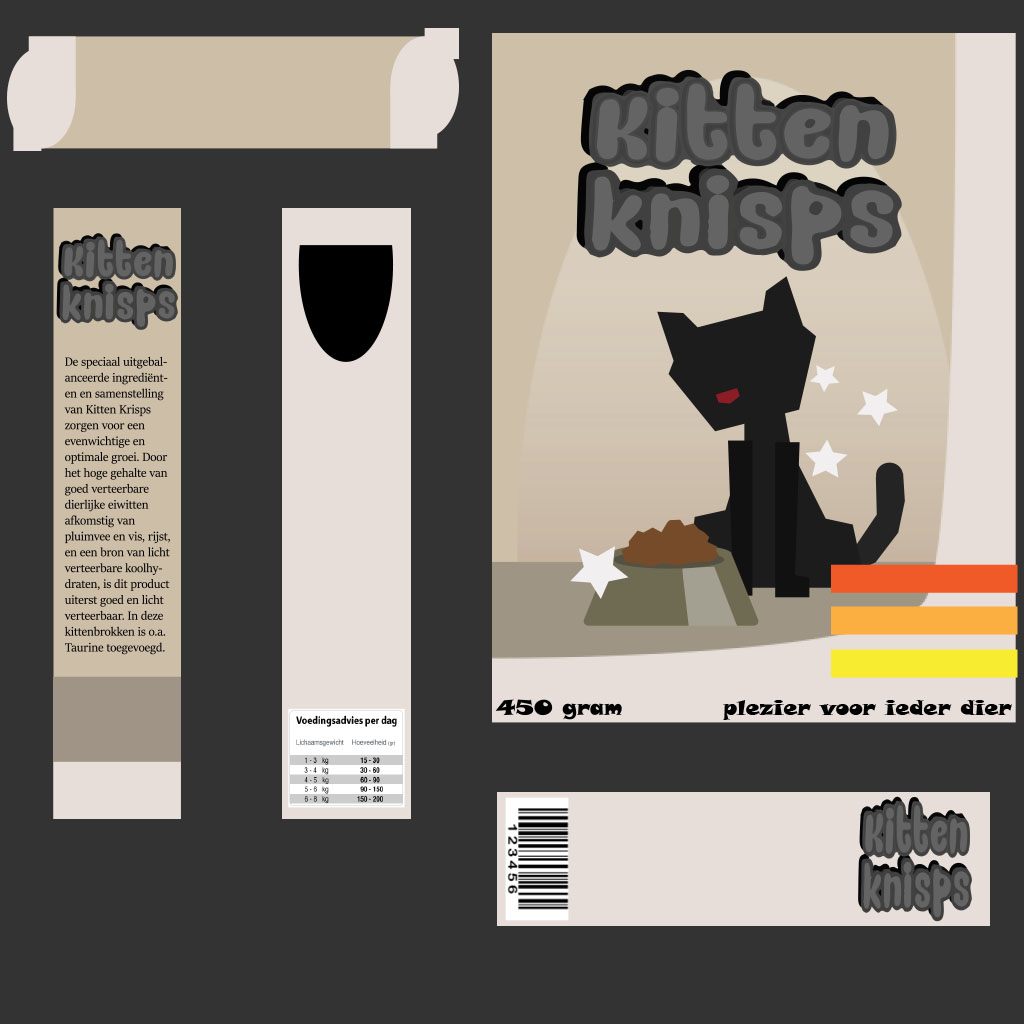 kitten
knisps
De speciaal uitgebal-
anceerde ingrediënt-
en en samenstelling
van Kitten Krisps
zorgen voor een
evenwichtige en
optimale groei. Door
het hoge gehalte van
goed verteerbare
dierlijke eiwitten
afkomstig van
pluimvee en vis, rijst,
en een bron van licht
verteerbare koolhy-
draten, is dit product
uiterst goed en licht
verteerbaar. In deze
kittenbrokken is o.a.
Taurine toegevoegd.
Voedingsadvies per dag
Lichaamsgewicht Hoeveelheid (gr)
1 - 3 kg 15 - 30
3 - 4 kg 30 - 60
4 - 5 kg 60 - 90
5 - 6 kg 90 - 150
6 - 8 kg 150 - 200
kitten
knisps
450 gram plezier voor ieder dier
123456
kitten
knisps